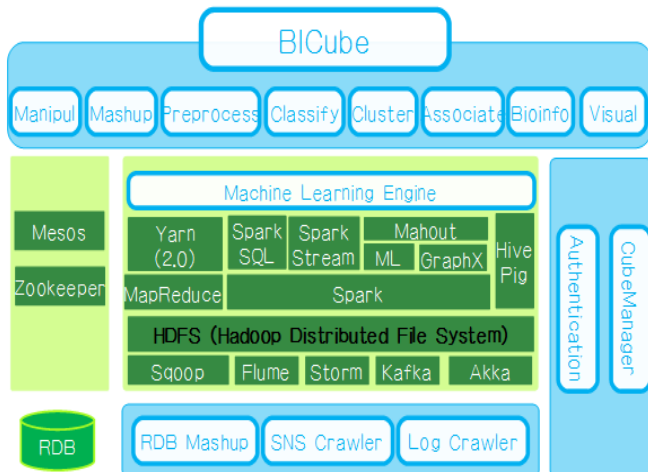 BICube
Manipul Mashup Preprocess Classify Cluster Associate Bioinfo Visual
Machine Learning Engine
Mesos
Zookeeper
Yarn
(2.0)
Spark
SQL
Spark
Stream
Mahout
ML GraphX
Hive
Pig
MapReduce
Spark
HDFS (Hadoop Distributed File System)
Sqoop Flume Storm Kafka Akka
Authentication
CubeManager
RDB
RDB Mashup SNS Crawler Log Crawler